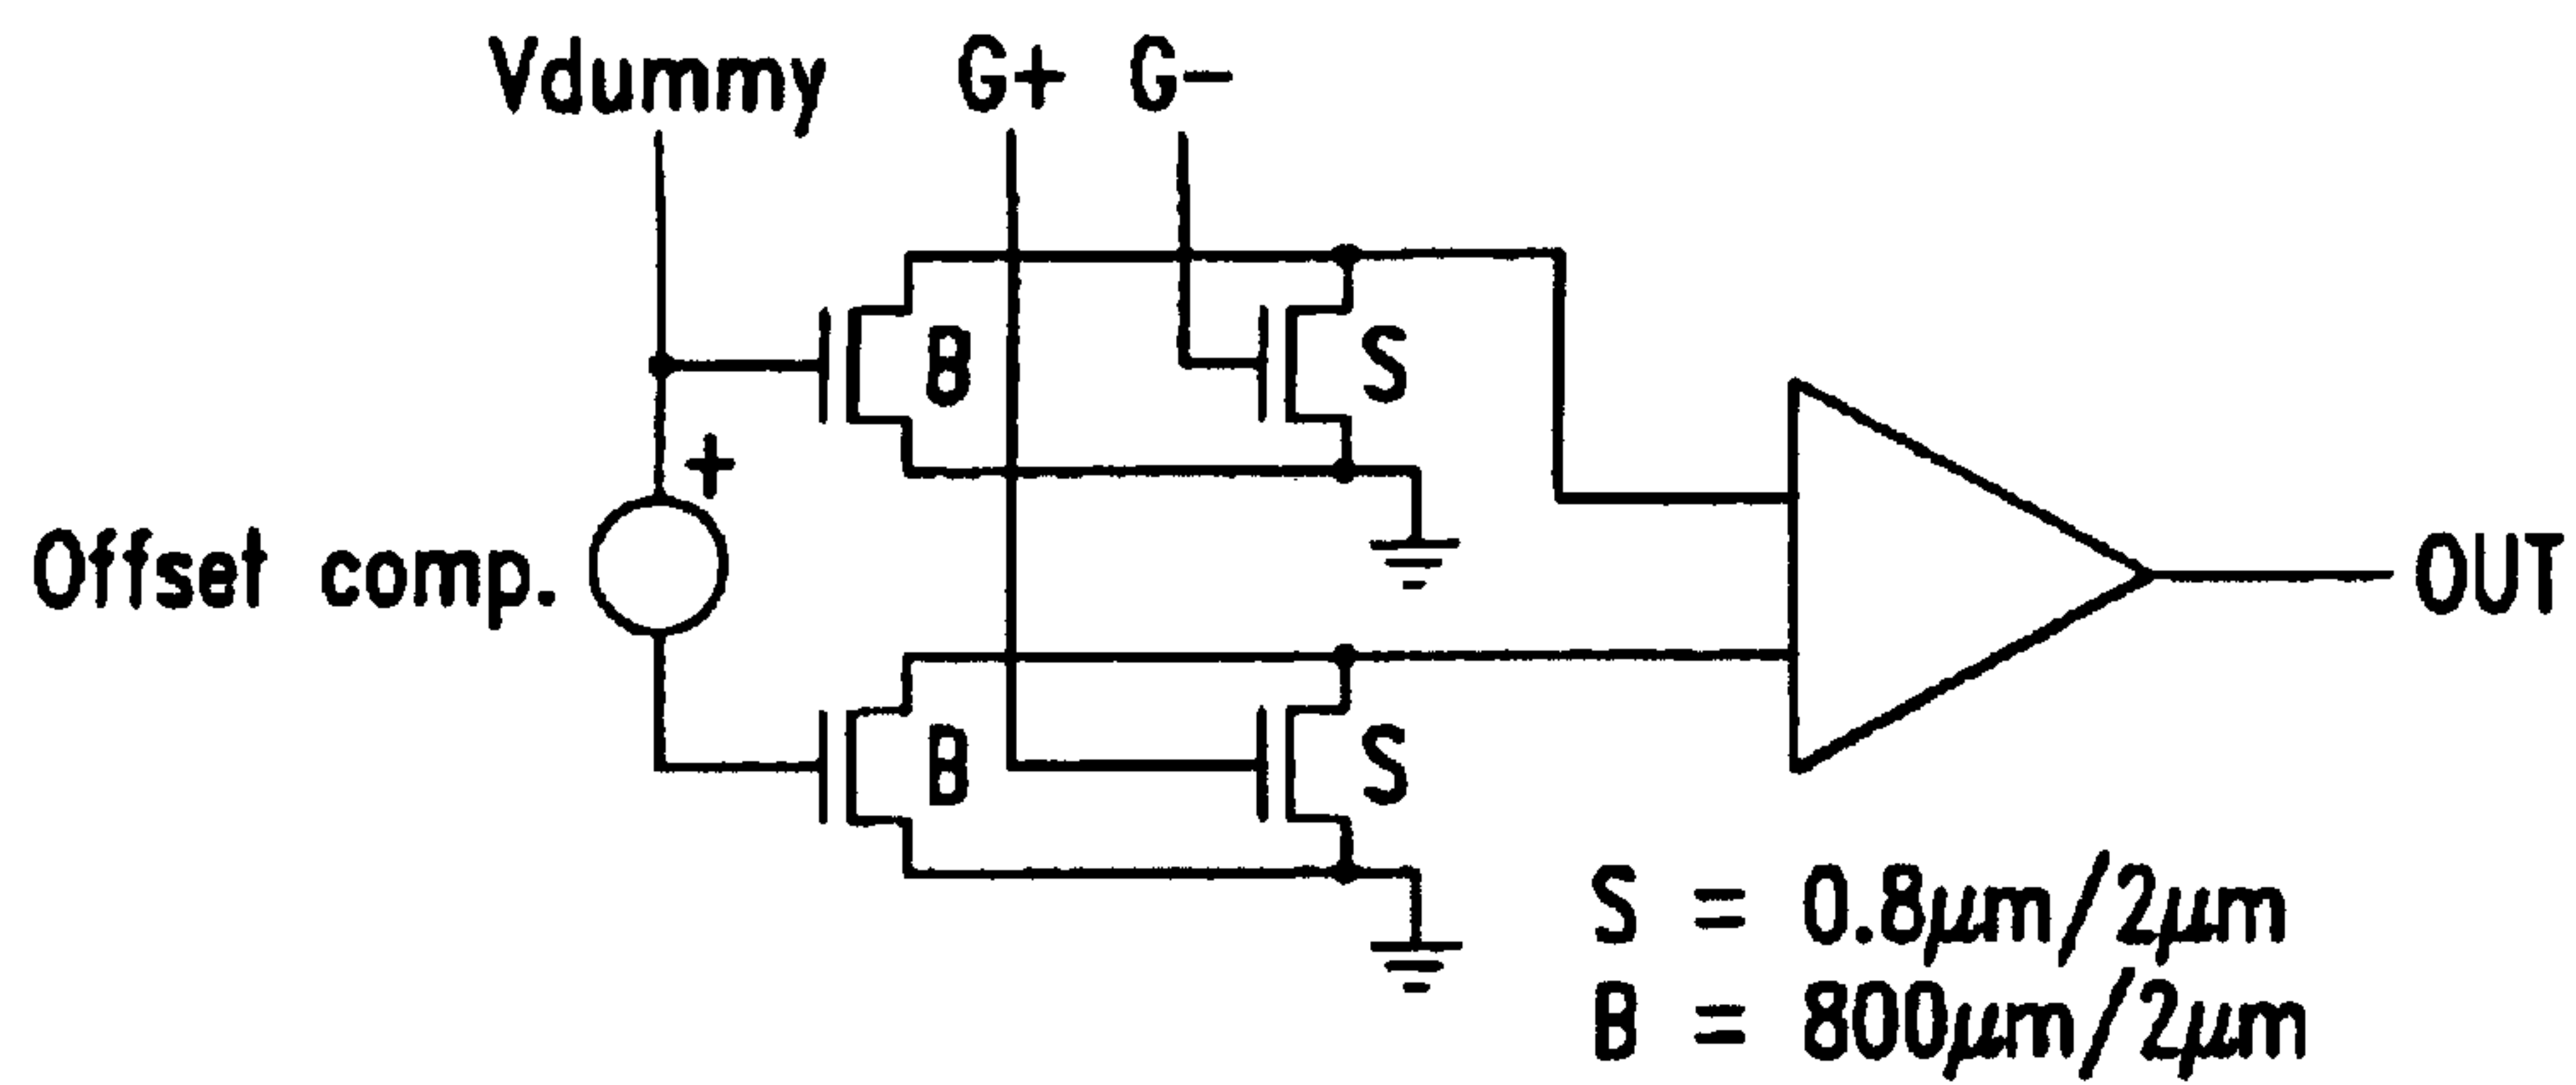 Vdummy G+ G-
B S
+
Offset comp.
OUT
B S
S = 0.8μm/2μm
B = 800μm/2μm